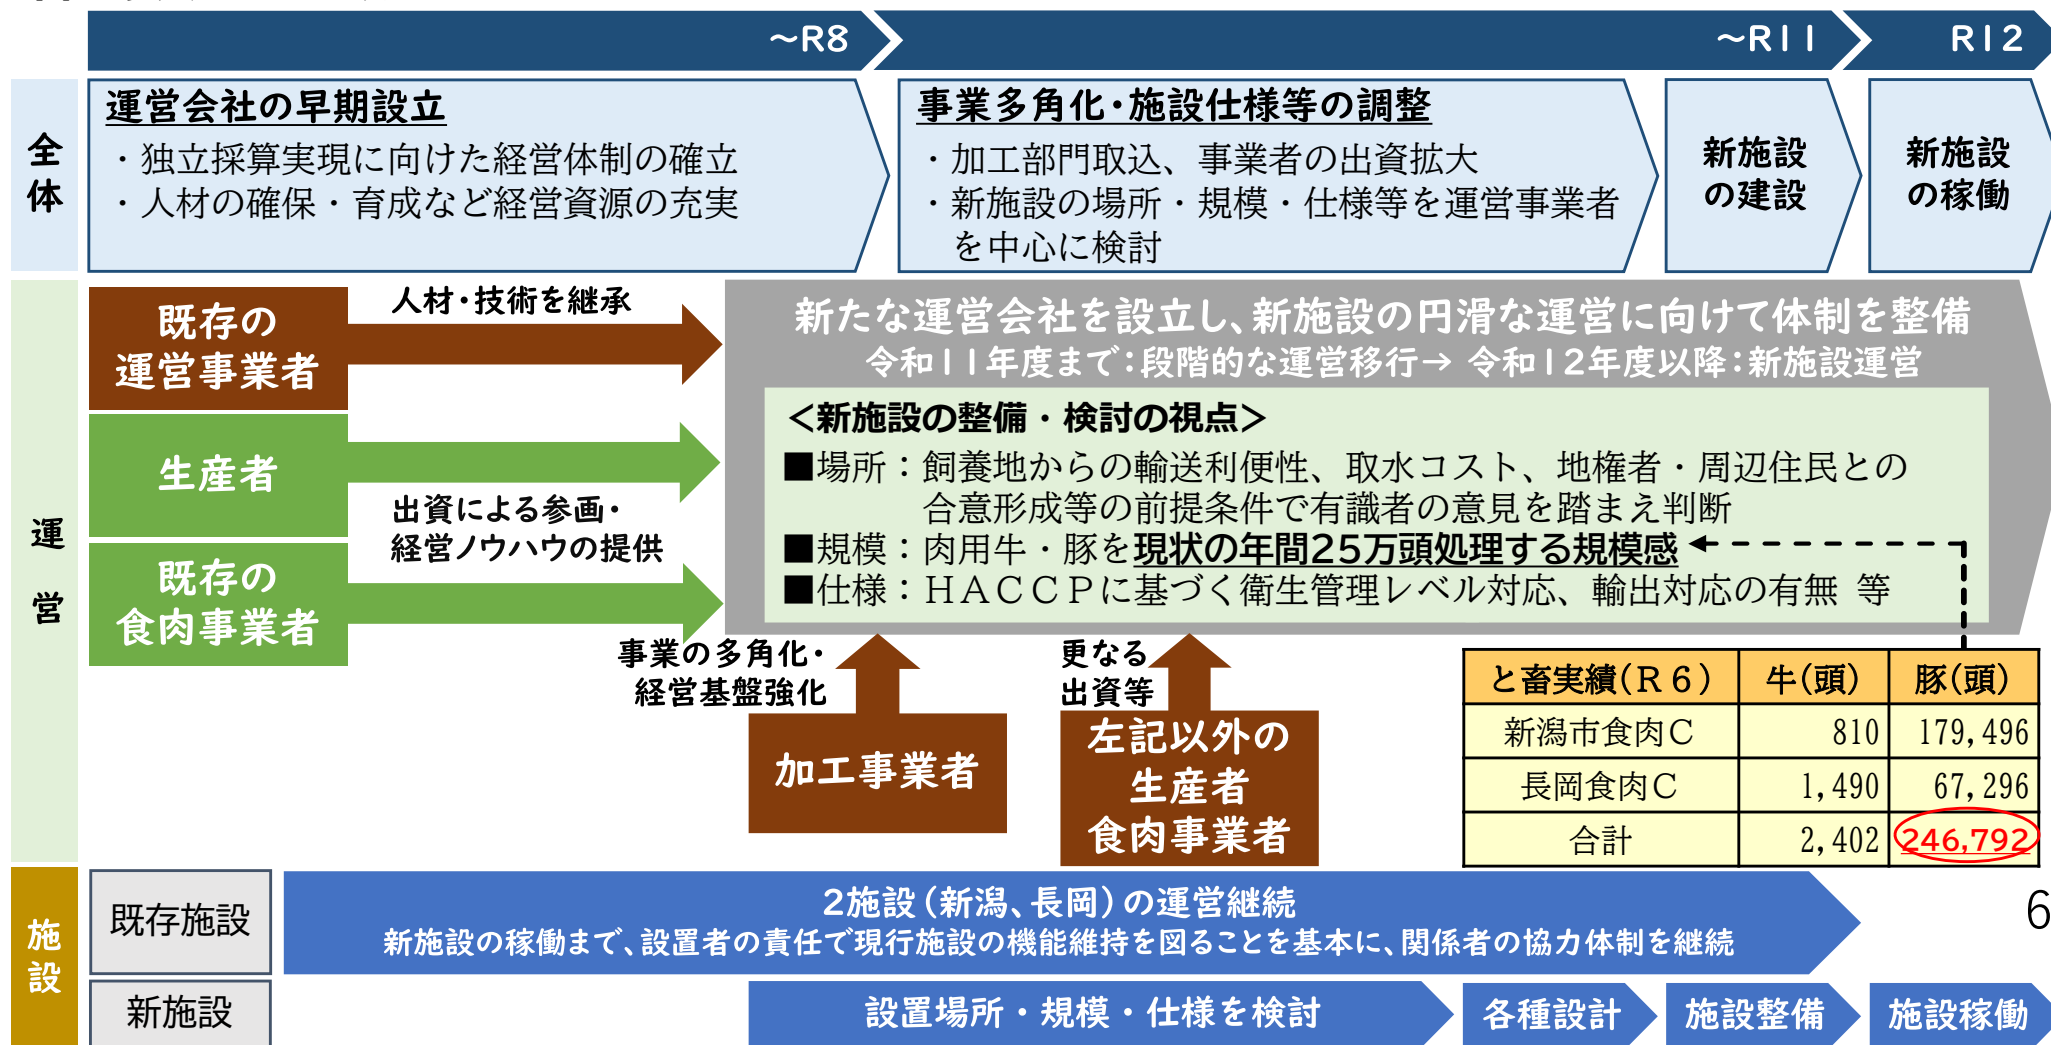 ～R8
～R11
R12
全体
運営会社の早期設立
・独立採算実現に向けた経営体制の確立
・人材の確保・育成など経営資源の充実
事業多角化・施設仕様等の調整
・加工部門取込、事業者の出資拡大
・新施設の場所・規模・仕様等を運営事業者
を中心に検討
新施設
の建設
新施設
の稼働
運営
既存の
運営事業者
人材・技術を継承
生産者
出資による参画・
経営ノウハウの提供
既存の
食肉事業者
新たな運営会社を設立し、新施設の円滑な運営に向けて体制を整備
令和11年度まで：段階的な運営移行→ 令和12年度以降：新施設運営
＜新施設の整備・検討の視点＞
■場所：飼養地からの輸送利便性、取水コスト、地権者・周辺住民との
合意形成等の前提条件で有識者の意見を踏まえ判断
■規模：肉用牛・豚を現状の年間25万頭処理する規模感
■仕様：ＨＡＣＣＰに基づく衛生管理レベル対応、輸出対応の有無 等
事業の多角化・
経営基盤強化
加工事業者
更なる
出資等
左記以外の
生産者
食肉事業者
と畜実績(Ｒ６) 牛(頭) 豚(頭)
新潟市食肉Ｃ 810 179,496
長岡食肉Ｃ 1,490 67,296
合計 2,402 246,792
施設
既存施設
2施設（新潟、長岡）の運営継続
新施設の稼働まで、設置者の責任で現行施設の機能維持を図ることを基本に、関係者の協力体制を継続
6
新施設
設置場所・規模・仕様を検討
各種設計
施設整備
施設稼働